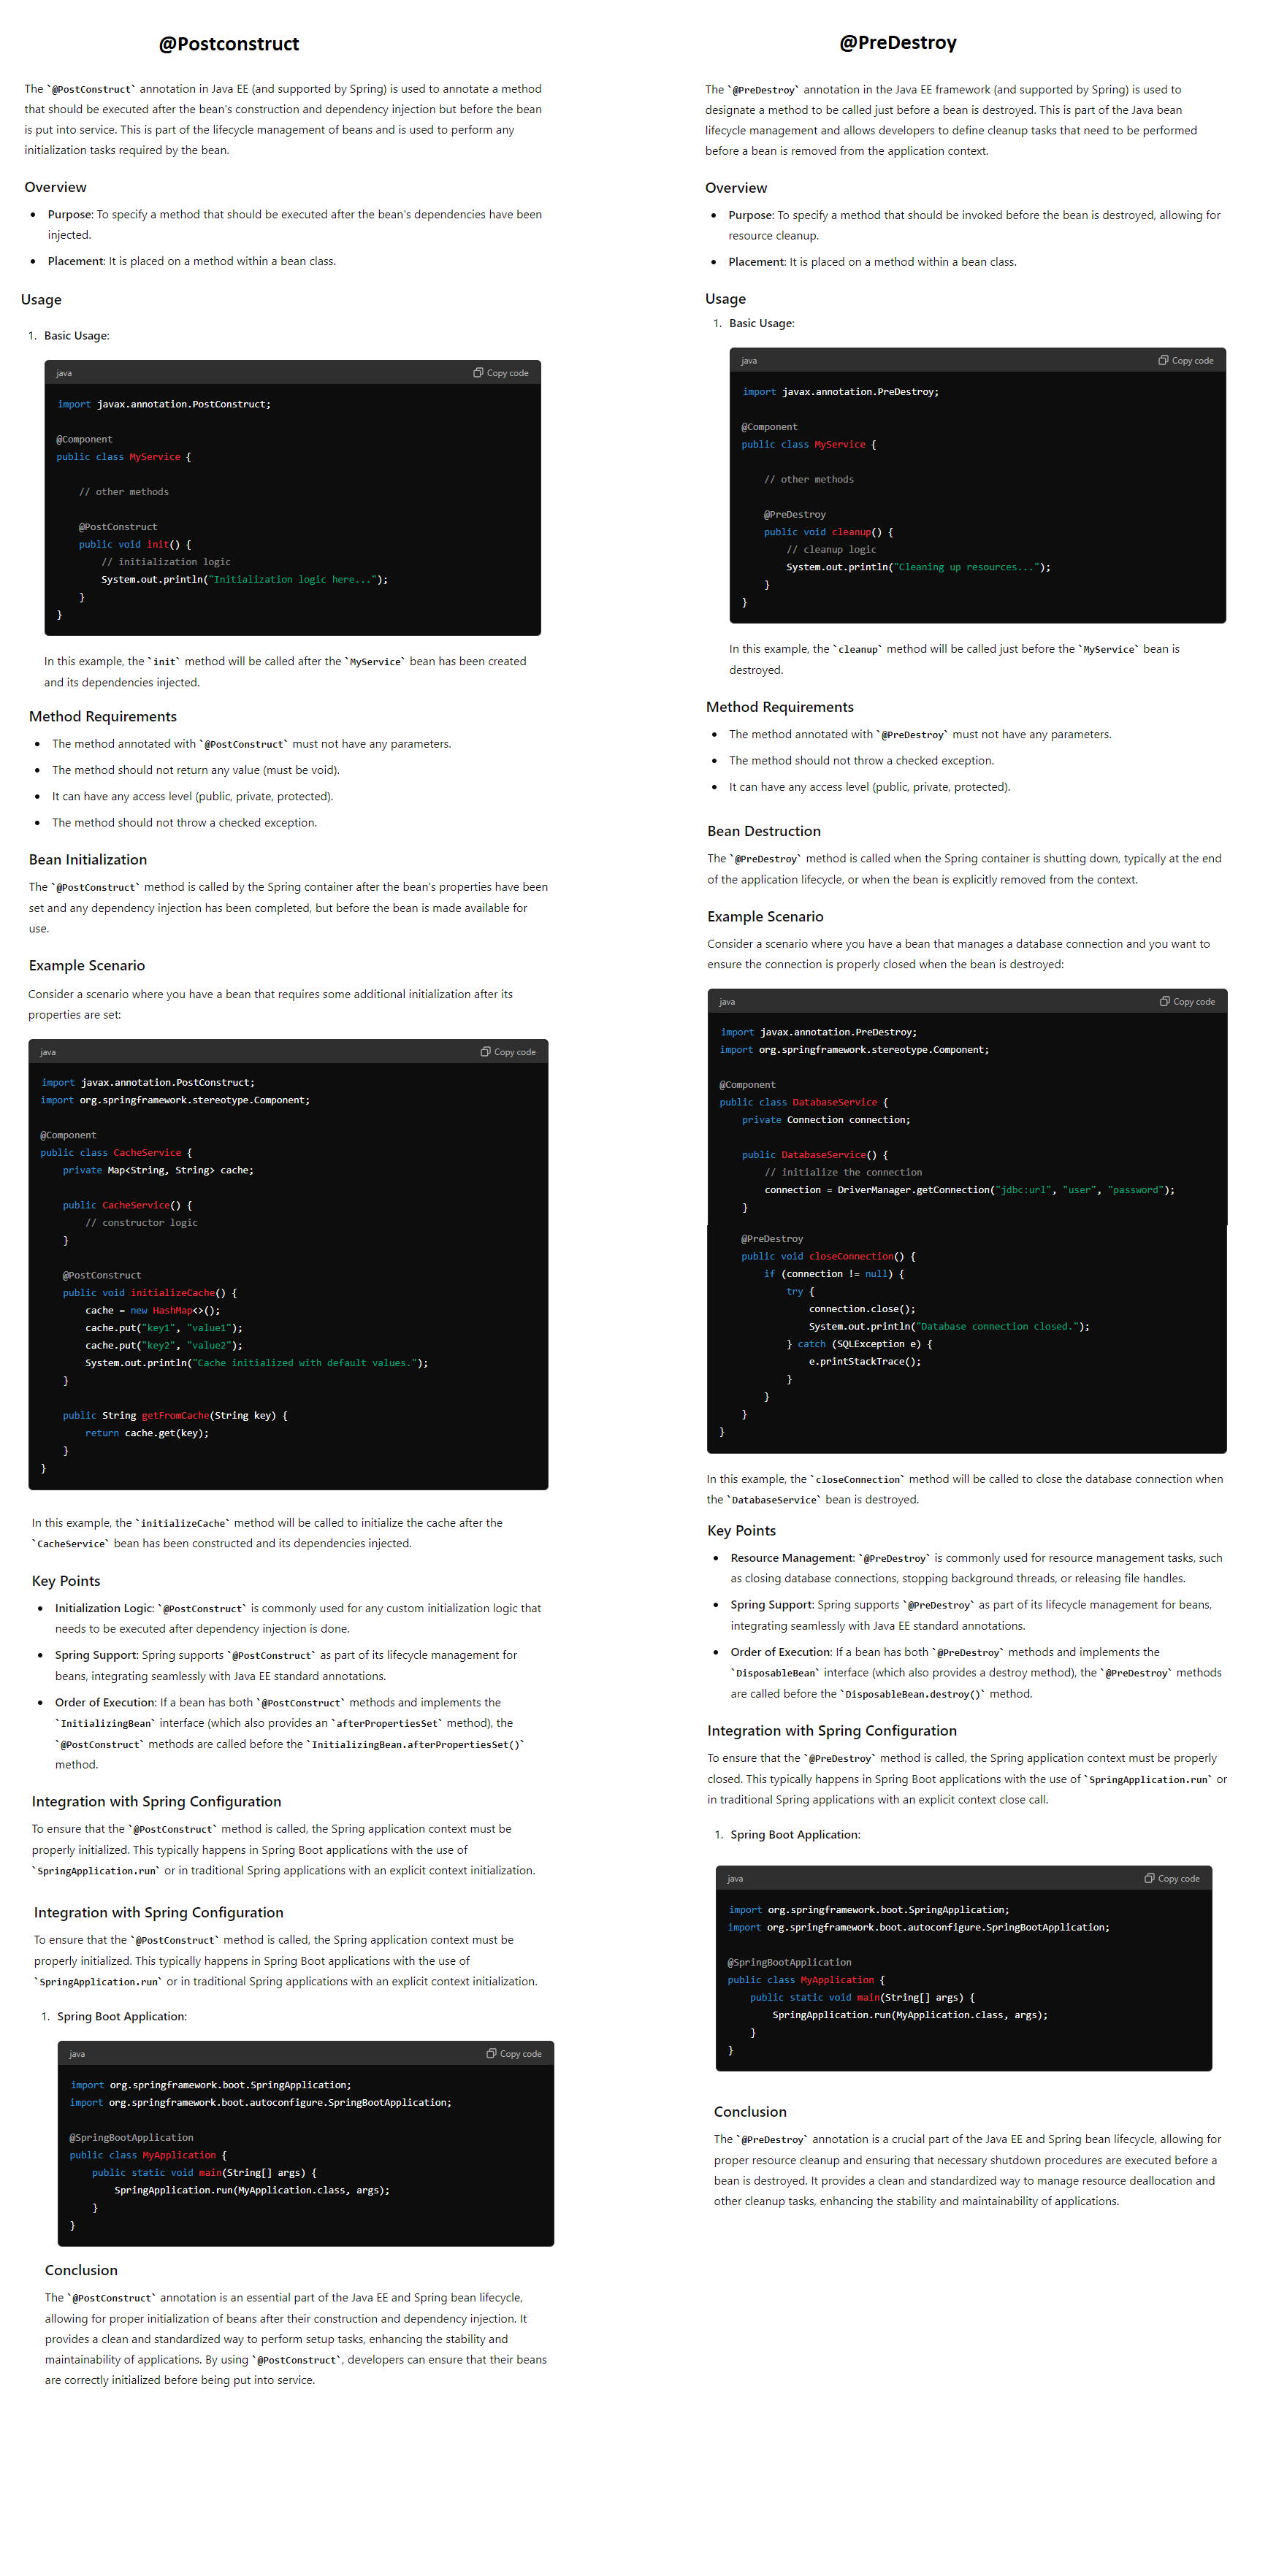 @Postconstruct
The `@PostConstruct` annotation in Java EE (and supported by Spring) is used to annotate a method
that should be executed after the bean's construction and dependency injection but before the bean
is put into service. This is part of the lifecycle management of beans and is used to perform any
initialization tasks required by the bean.
Overview
• Purpose: To specify a method that should be executed after the bean's dependencies have been
injected.
• Placement: It is placed on a method within a bean class.
Usage
1. Basic Usage:
java Copy code
import javax.annotation.PostConstruct;
@Component
public class MyService {
// other methods
@PostConstruct
public void init() {
// initialization logic
System.out.println("Initialization logic here...");
}
}
In this example, the `init` method will be called after the `MyService` bean has been created
and its dependencies injected.
Method Requirements
• The method annotated with `@PostConstruct` must not have any parameters.
• The method should not return any value (must be void).
• It can have any access level (public, private, protected).
• The method should not throw a checked exception.
Bean Initialization
The `@PostConstruct` method is called by the Spring container after the bean's properties have been
set and any dependency injection has been completed, but before the bean is made available for
use.
Example Scenario
Consider a scenario where you have a bean that requires some additional initialization after its
properties are set:
java Copy code
import javax.annotation.PostConstruct;
import org.springframework.stereotype.Component;
@Component
public class CacheService {
private Map<String, String> cache;
public CacheService() {
// constructor logic
}
@PostConstruct
public void initializeCache() {
cache = new HashMap<>();
cache.put("key1", "value1");
cache.put("key2", "value2");
System.out.println("Cache initialized with default values.");
}
public String getFromCache(String key) {
return cache.get(key);
}
}
In this example, the `initializeCache` method will be called to initialize the cache after the
`CacheService` bean has been constructed and its dependencies injected.
Key Points
• Initialization Logic: `@PostConstruct` is commonly used for any custom initialization logic that
needs to be executed after dependency injection is done.
• Spring Support: Spring supports `@PostConstruct` as part of its lifecycle management for
beans, integrating seamlessly with Java EE standard annotations.
• Order of Execution: If a bean has both `@PostConstruct` methods and implements the
`InitializingBean` interface (which also provides an `afterPropertiesSet` method), the
`@PostConstruct` methods are called before the `InitializingBean.afterPropertiesSet()`
method.
Integration with Spring Configuration
To ensure that the `@PostConstruct` method is called, the Spring application context must be
properly initialized. This typically happens in Spring Boot applications with the use of
`SpringApplication.run` or in traditional Spring applications with an explicit context initialization.
Integration with Spring Configuration
To ensure that the `@PostConstruct` method is called, the Spring application context must be
properly initialized. This typically happens in Spring Boot applications with the use of
`SpringApplication.run` or in traditional Spring applications with an explicit context initialization.
1. Spring Boot Application:
java Copy code
import org.springframework.boot.SpringApplication;
import org.springframework.boot.autoconfigure.SpringBootApplication;
@SpringBootApplication
public class MyApplication {
public static void main(String[] args) {
SpringApplication.run(MyApplication.class, args);
}
}
Conclusion
The `@PostConstruct` annotation is an essential part of the Java EE and Spring bean lifecycle,
allowing for proper initialization of beans after their construction and dependency injection. It
provides a clean and standardized way to perform setup tasks, enhancing the stability and
maintainability of applications. By using `@PostConstruct`, developers can ensure that their beans
are correctly initialized before being put into service.
@PreDestroy
The `@PreDestroy` annotation in the Java EE framework (and supported by Spring) is used to
designate a method to be called just before a bean is destroyed. This is part of the Java bean
lifecycle management and allows developers to define cleanup tasks that need to be performed
before a bean is removed from the application context.
Overview
• Purpose: To specify a method that should be invoked before the bean is destroyed, allowing for
resource cleanup.
• Placement: It is placed on a method within a bean class.
Usage
1. Basic Usage:
java Copy code
import javax.annotation.PreDestroy;
@Component
public class MyService {
// other methods
@PreDestroy
public void cleanup() {
// cleanup logic
System.out.println("Cleaning up resources...");
}
}
In this example, the `cleanup` method will be called just before the `MyService` bean is
destroyed.
Method Requirements
• The method annotated with `@PreDestroy` must not have any parameters.
• The method should not throw a checked exception.
• It can have any access level (public, private, protected).
Bean Destruction
The `@PreDestroy` method is called when the Spring container is shutting down, typically at the end
of the application lifecycle, or when the bean is explicitly removed from the context.
Example Scenario
Consider a scenario where you have a bean that manages a database connection and you want to
ensure the connection is properly closed when the bean is destroyed:
java Copy code
import javax.annotation.PreDestroy;
import org.springframework.stereotype.Component;
@Component
public class DatabaseService {
private Connection connection;
public DatabaseService() {
// initialize the connection
connection = DriverManager.getConnection("jdbc:url", "user", "password");
}
@PreDestroy
public void closeConnection() {
if (connection != null) {
try {
connection.close();
System.out.println("Database connection closed.");
} catch (SQLException e) {
e.printStackTrace();
}
}
}
}
In this example, the `closeConnection` method will be called to close the database connection when
the `DatabaseService` bean is destroyed.
Key Points
• Resource Management: `@PreDestroy` is commonly used for resource management tasks, such
as closing database connections, stopping background threads, or releasing file handles.
• Spring Support: Spring supports `@PreDestroy` as part of its lifecycle management for beans,
integrating seamlessly with Java EE standard annotations.
• Order of Execution: If a bean has both `@PreDestroy` methods and implements the
`DisposableBean` interface (which also provides a destroy method), the `@PreDestroy` methods
are called before the `DisposableBean.destroy()` method.
Integration with Spring Configuration
To ensure that the `@PreDestroy` method is called, the Spring application context must be properly
closed. This typically happens in Spring Boot applications with the use of `SpringApplication.run` or
in traditional Spring applications with an explicit context close call.
1. Spring Boot Application:
java Copy code
import org.springframework.boot.SpringApplication;
import org.springframework.boot.autoconfigure.SpringBootApplication;
@SpringBootApplication
public class MyApplication {
public static void main(String[] args) {
SpringApplication.run(MyApplication.class, args);
}
}
Conclusion
The `@PreDestroy` annotation is a crucial part of the Java EE and Spring bean lifecycle, allowing for
proper resource cleanup and ensuring that necessary shutdown procedures are executed before a
bean is destroyed. It provides a clean and standardized way to manage resource deallocation and
other cleanup tasks, enhancing the stability and maintainability of applications.